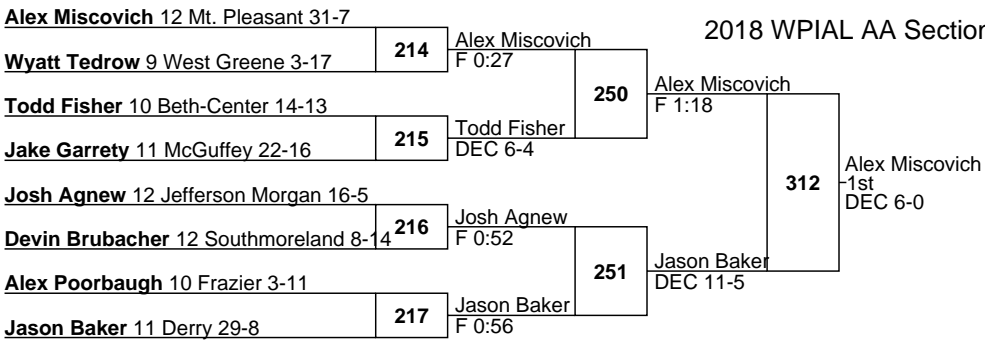 2018 WPIAL AA Section
Alex Miscovich 12 Mt. Pleasant 31-7
214
Wyatt Tedrow 9 West Greene 3-17
Alex Miscovich
F 0:27
Todd Fisher 10 Beth-Center 14-13
215
Jake Garrety 11 McGuffey 22-16
Todd Fisher
DEC 6-4
250
Alex Miscovich
F 1:18
Josh Agnew 12 Jefferson Morgan 16-5
216
Devin Brubacher 12 Southmoreland 8-14
Josh Agnew
F 0:52
Alex Poorbaugh 10 Frazier 3-11
217
Jason Baker 11 Derry 29-8
Jason Baker
F 0:56
251
Jason Baker
DEC 11-5
312
Alex Miscovich
1st
DEC 6-0